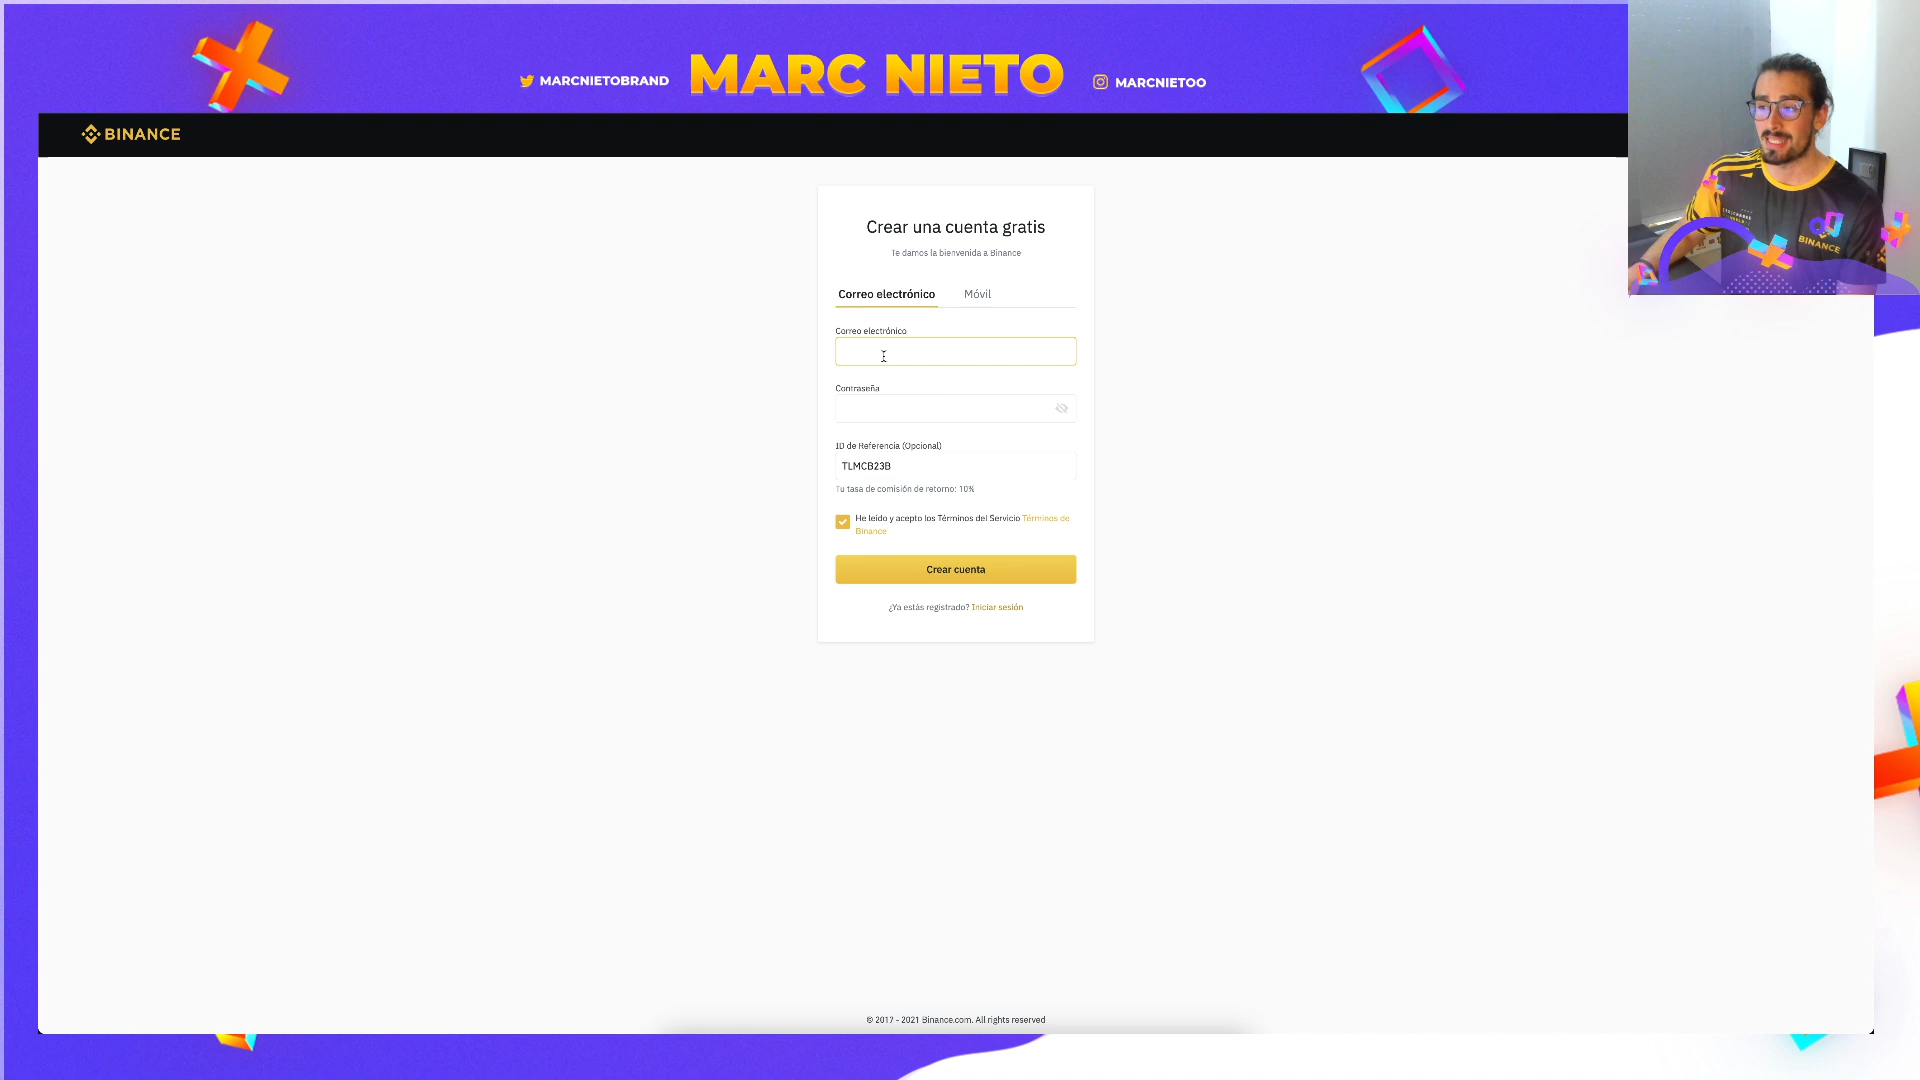 MARCNIETOBRAND
MARC NIETO
MARCNIETOO
BINANCE
Crear una cuenta gratis
Te damos la bienvenida a Binance
Correo electrónico
Móvil
Correo electrónico
Contraseña
ID de Referencia (Opcional)
TLMCB23B
Tu tasa de comisión de retorno: 10%
He leído y acepto los Términos del Servicio Términos de
Binance
Crear cuenta
¿Ya estás registrado? Iniciar sesión
© 2017 - 2021 Binance.com. All rights reserved
BINANCE